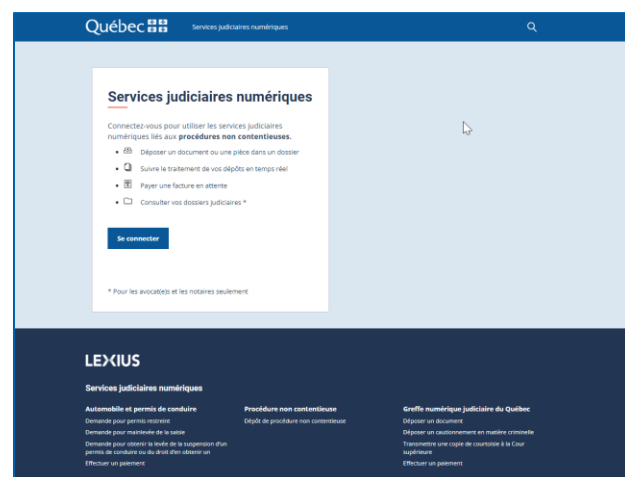 Québec
Services judiciaires numériques
Services judiciaires numériques
Connectez-vous pour utiliser les services judiciaires
numériques liés aux procédures non contentieuses.
Déposer un document ou une pièce dans un dossier
Suivre le traitement de vos dépôts en temps réel
Payer une facture en attente
Consulter vos dossiers judiciaires *
Se connecter
* Pour les avocat(e)s et les notaires seulement
LEXIUS
Services judiciaires numériques
Automobile et permis de conduire
Demande pour permis restreint
Demande pour mainlevée de la saisie
Demande pour obtenir la levée de la suspension d'un
permis de conduire ou du droit d'en obtenir un
Effectuer un paiement
Procédure non contentieuse
Dépôt de procédure non contentieuse
Greffe numérique judiciaire du Québec
Déposer un document
Déposer un cautionnement en matière criminelle
Transmettre une copie de courtoisie à la Cour
supérieure
Effectuer un paiement